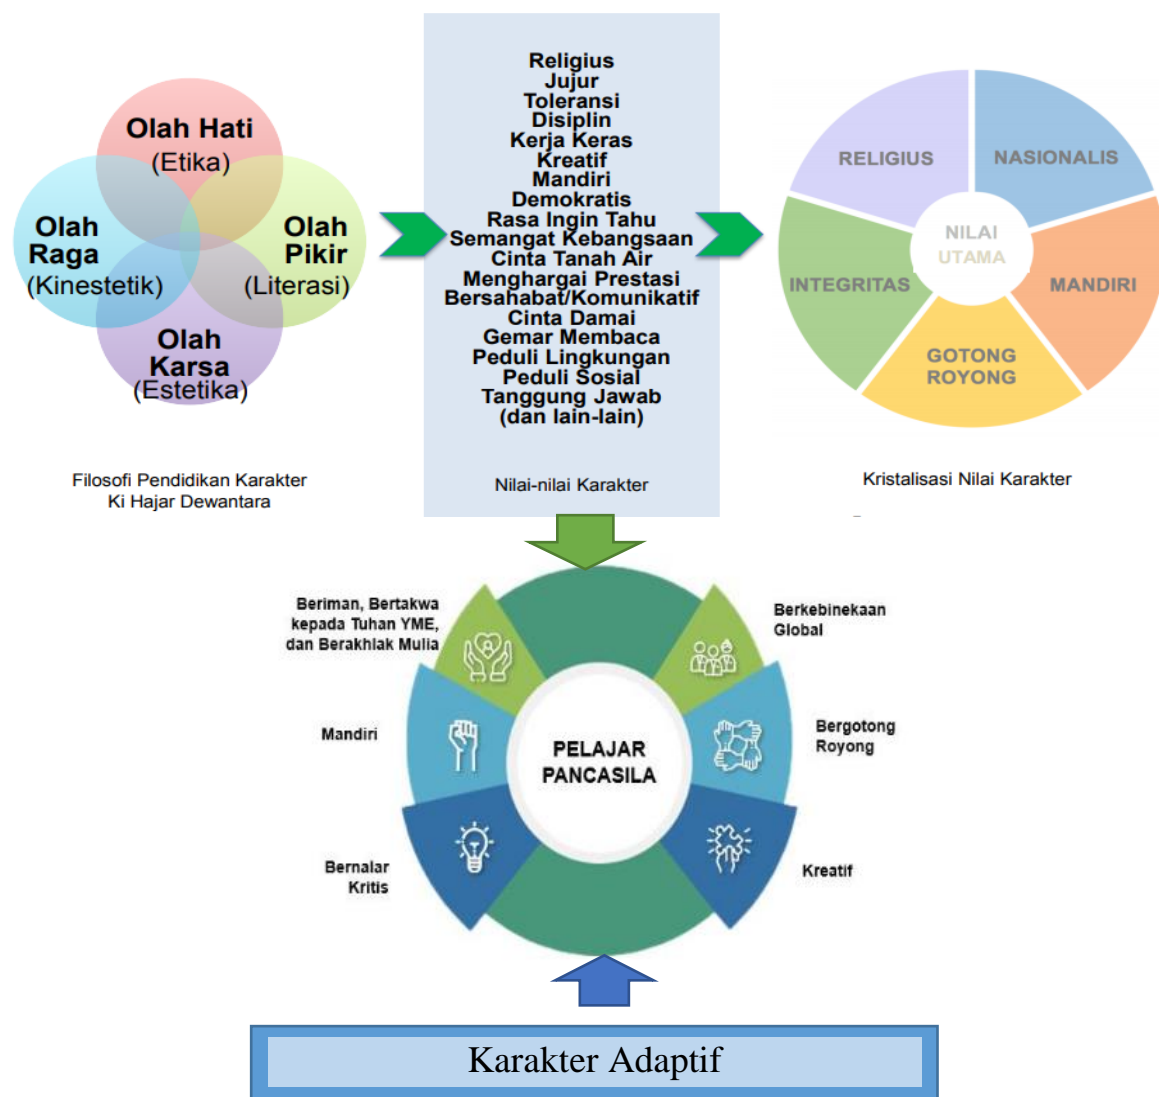 Olah Hati
(Etika)
Olah
Raga
(Kinestetik)
Olah
Pikir
(Literasi)
Olah
Karsa
(Estetika)
Filosofi Pendidikan Karakter
Ki Hajar Dewantara
Religius
Jujur
Toleransi
Disiplin
Kerja Keras
Kreatif
Mandiri
Demokratis
Rasa Ingin Tahu
Semangat Kebangsaan
Cinta Tanah Air
Menghargai Prestasi
Bersahabat/Komunikatif
Cinta Damai
Gemar Membaca
Peduli Lingkungan
Peduli Sosial
Tanggung Jawab
(dan lain-lain)
Nilai-nilai Karakter
RELIGIUS
NASIONALIS
NILAI
UTAMA
INTEGRITAS
MANDIRI
GOTONG
ROYONG
Kristalisasi Nilai Karakter
Beriman, Bertakwa
kepada Tuhan YME,
dan Berakhlak Mulia
Berkebinekaan
Global
Mandiri
Bergotong
Royong
PELAJAR
PANCASILA
Bernalar
Kritis
Kreatif
Karakter Adaptif